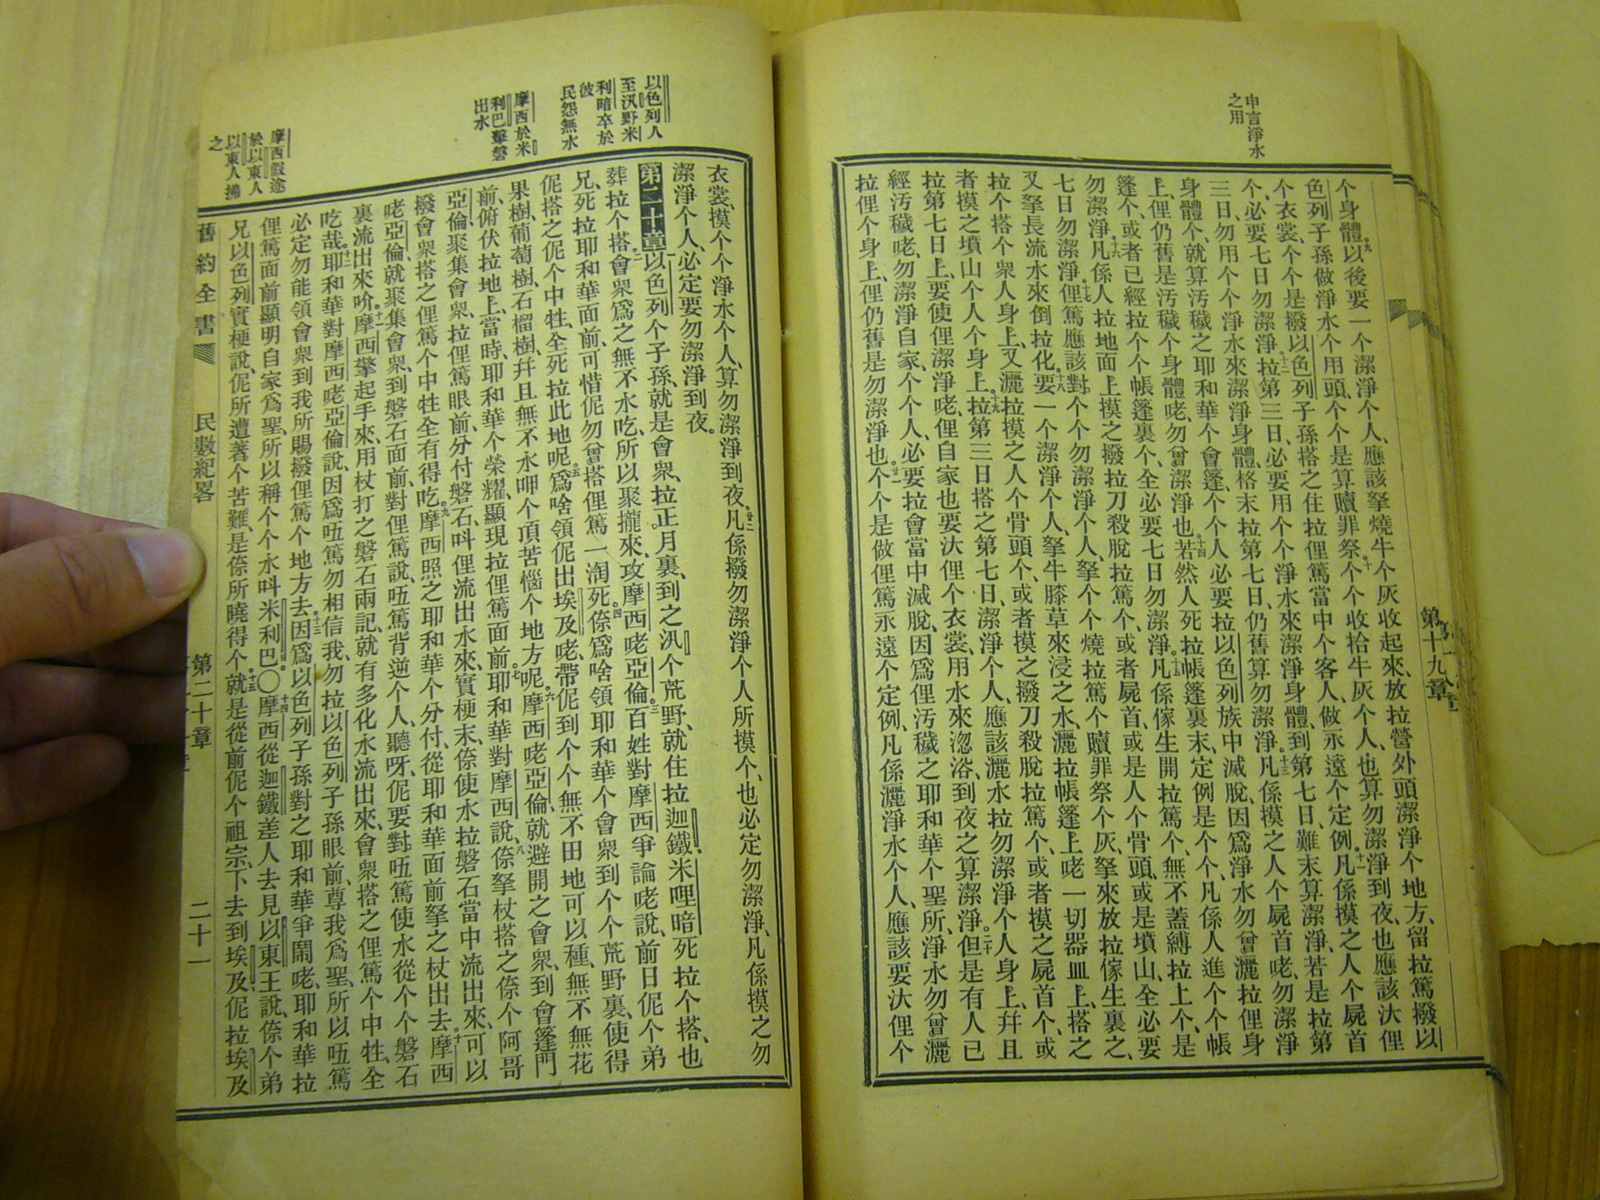 申言淨水
之用
第十九章
個身體以後要一个潔淨个人、應該拏燒牛个灰收起來、放拉營外頭潔淨个地方、留拉篤撥以
色列子孫做淨水个用頭、个个是算贖罪祭、个个收拾牛灰个人、也算勿潔淨到夜、也應該汏俚
个衣裳、个个是撥以色列子孫搭之住拉俚篤當中个客人、做永遠个定例、凡係摸之人个屍首
个、必要七日勿潔淨、拉第三日、必要用个个淨水來潔淨身體、到第七日、難末算潔淨、若是拉第
三日、勿用个个淨水來潔淨身體、格末拉第七日、仍舊算勿潔淨、凡係摸之人个屍首咾、勿潔淨
身體个、就算汚穢之耶和華个會篷、个个人必要拉以色列族中滅脫、因爲淨水勿曾灑拉俚身
上、俚仍舊是汚穢个身體咾、勿曾潔淨也、若然人死拉帳篷裏末、定例是个个、凡係人進个个帳
篷个、或者已經拉个个帳篷裏个、全必要七日勿潔淨、凡係傢生開拉篤个、無不蓋縛拉上个、是
勿潔淨、凡係人拉地面上摸之撥拉刀殺脫拉篤个、或者屍首、或是人个骨頭、或是墳山、全必要
七日勿潔淨、俚篤應該對个个勿潔淨个人、拏个个燒拉篤个贖罪祭个灰、拏來放拉傢生裏之、
又拏長流水來倒拉化、要一个潔淨个人、拏牛膝草來浸之水、灑拉帳篷上咾一切器皿上、搭之
拉个搭个衆人身上、又灑拉摸之人个骨頭个、或者摸之撥刀殺脫拉篤个、或者摸之屍首个、或
者摸之墳山个人个身上、拉第三日搭之第七日、潔淨个人、應該灑水拉勿潔淨个人身上、幷且
拉第七日上、要使俚潔淨咾、俚自家也要汏俚个衣裳、用水來淴浴、到夜之算潔淨、但是有人已
經汚穢咾、勿潔淨自家个、个个人、必要拉會當中滅脫、因爲俚汚穢之耶和華个聖所、淨水勿曾灑
拉俚个身上、俚仍舊是勿潔淨也、个个是做俚篤永遠个定例、凡係灑淨水个人、應該要汏俚个
以色列人
至汎野米
利暗卒於
彼
民怨無水
摩西於米
利巴擊磐
出水
摩西假途
於以東人
以東人拂
之
衣裳、摸个个淨水个人、算勿潔淨到夜、凡係撥勿潔淨个人所摸个、也必定勿潔淨、凡係摸之勿
潔淨个人、必定要勿潔淨到夜。
第二十章以色列个子孫、就是會衆、拉正月裏、到之汎个荒野、就住拉迦鐵、米哩暗死拉个搭、也
葬拉个搭、會衆爲之無不水吃、所以聚攏來、攻摩西咾亞倫、百姓對摩西爭論咾說、前日伲个弟
兄、死拉耶和華面前、可惜伲勿曾搭俚篤一淘死、倷爲啥領耶和華个會衆到个个荒野裏、使得
伲搭之伲个中牲、全死拉此地呢、爲啥領伲出埃及咾、帶伲到个个無不田地可以種、無不無花
果樹、葡萄樹、石榴樹、幷且無不水呷个頂苦惱个地方呢、摩西咾亞倫就避開之會衆、到會篷門
前、俯伏拉地上、當時、耶和華个榮耀、顯現拉俚篤面前、耶和華對摩西說、倷拏杖搭之倷个阿哥
亞倫、聚集會衆、拉俚篤眼前、分付磐石、呌俚流出水來、實梗末、倷使水拉磐石當中流出來、可以
撥會衆搭之俚篤个中牲、全有得吃、摩西照之耶和華个分付、從耶和華面前、拏之杖出去、摩西
咾亞倫就聚集會衆、到磐石面前、對俚篤說、㕶篤背逆个人、聽呀、伲要對㕶篤使水從个个磐石
裏流出來吤、摩西擎起手來、用杖打之磐石兩記、就有多化水流出來、會衆搭之俚篤个中牲、全
吃哉、耶和華對摩西咾亞倫說、因爲㕶篤勿相信我、勿拉以色列子孫眼前、尊我爲聖、所以㕶篤
必定勿能領會衆到我所賜撥俚篤个地方去、因爲以色列子孫對之耶和華爭鬧咾、耶和華拉
俚篤面前、顯明自家爲聖、所以稱个个水呌米利巴○摩西從迦鐵差人去見以東王說、倷个弟
兄以色列實梗說、伲所遭着个苦難、是倷所曉得个、就是從前伲个祖宗、下去到埃及、伲拉埃及
舊約全書
民數紀畧
第二十章
二十一